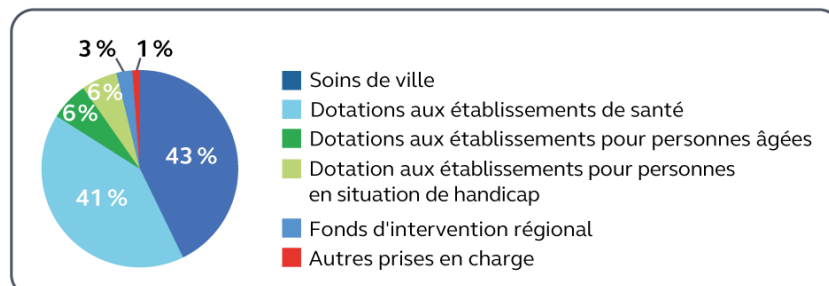 3 % 1 %
6 %
6 %
43 %
41 %
Soins de ville
Dotations aux établissements de santé
Dotations aux établissements pour personnes âgées
Dotation aux établissements pour personnes
en situation de handicap
Fonds d'intervention régional
Autres prises en charge